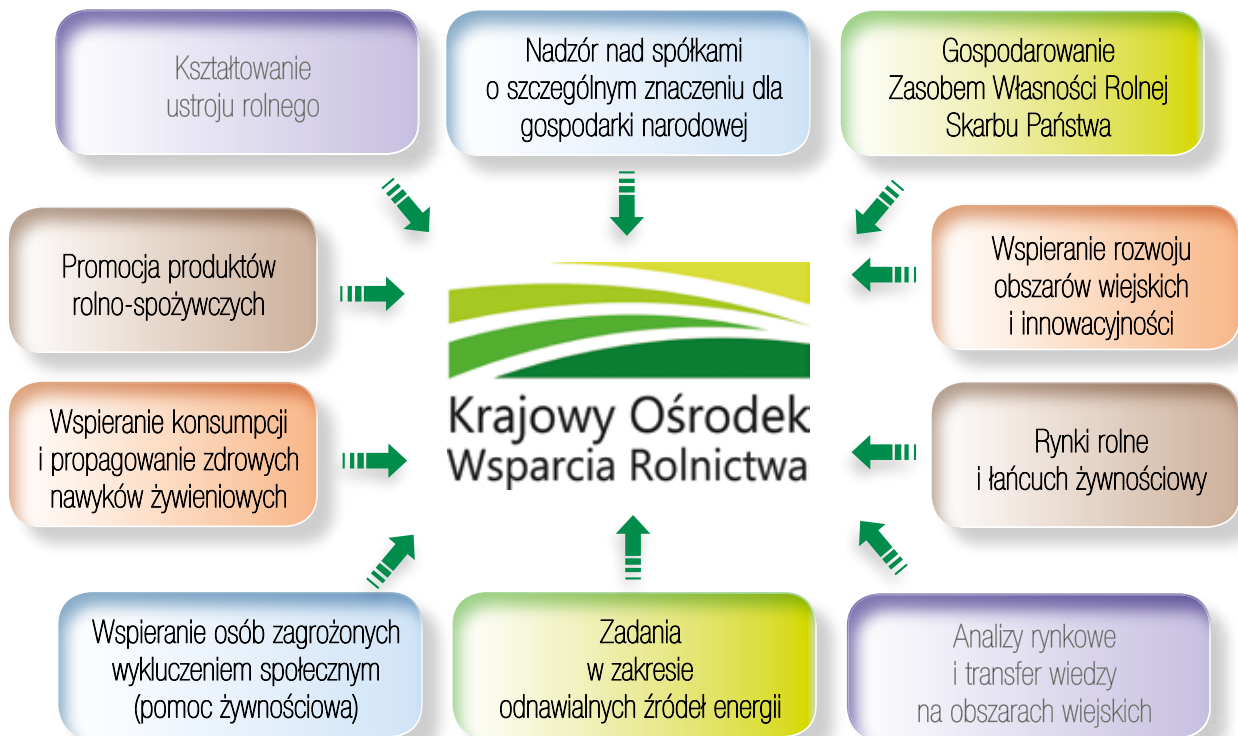 Kształtowanie
ustroju rolnego
Nadzór nad spółkami
o szczególnym znaczeniu dla
gospodarki narodowej
Gospodarowanie
Zasobem Własności Rolnej
Skarbu Państwa
Promocja produktów
rolno-spożywczych
Wspieranie rozwoju
obszarów wiejskich
i innowacyjności
Krajowy Ośrodek
Wsparcia Rolnictwa
Wspieranie konsumpcji
i propagowanie zdrowych
nawyków żywieniowych
Rynki rolne
i łańcuch żywnościowy
Wspieranie osób zagrożonych
wykluczeniem społecznym
(pomoc żywnościowa)
Zadania
w zakresie
odnawialnych źródeł energii
Analizy rynkowe
i transfer wiedzy
na obszarach wiejskich